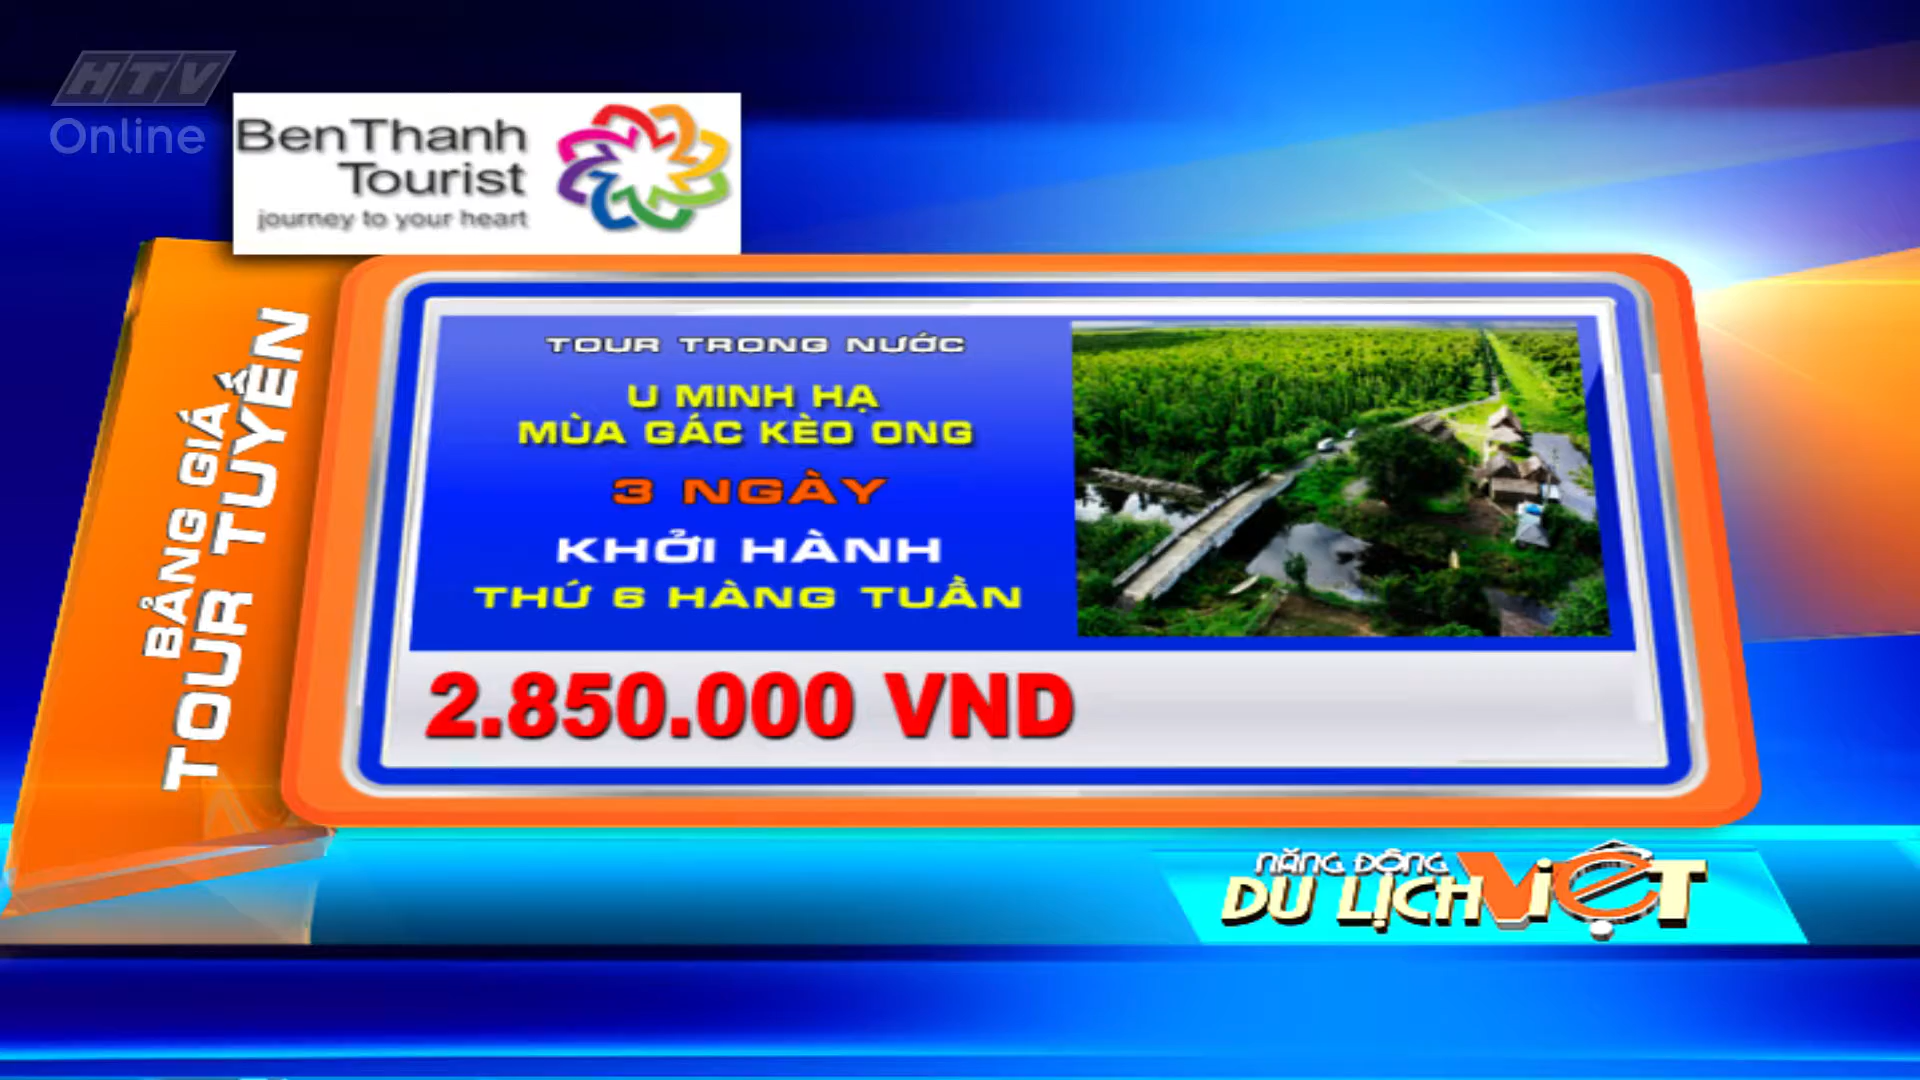 HTV
Online
BenThanh
Tourist
journey to your heart
BẢNG GIÁ
TOUR TUYẾN
TOUR TRONG NƯỚC
U MINH HẠ
MÙA GÁC KÈO ONG
3 NGÀY
KHỞI HÀNH
THỨ 6 HÀNG TUẦN
2.850.000 VND
NĂNG ĐỘNG
DU LỊCH VIỆT